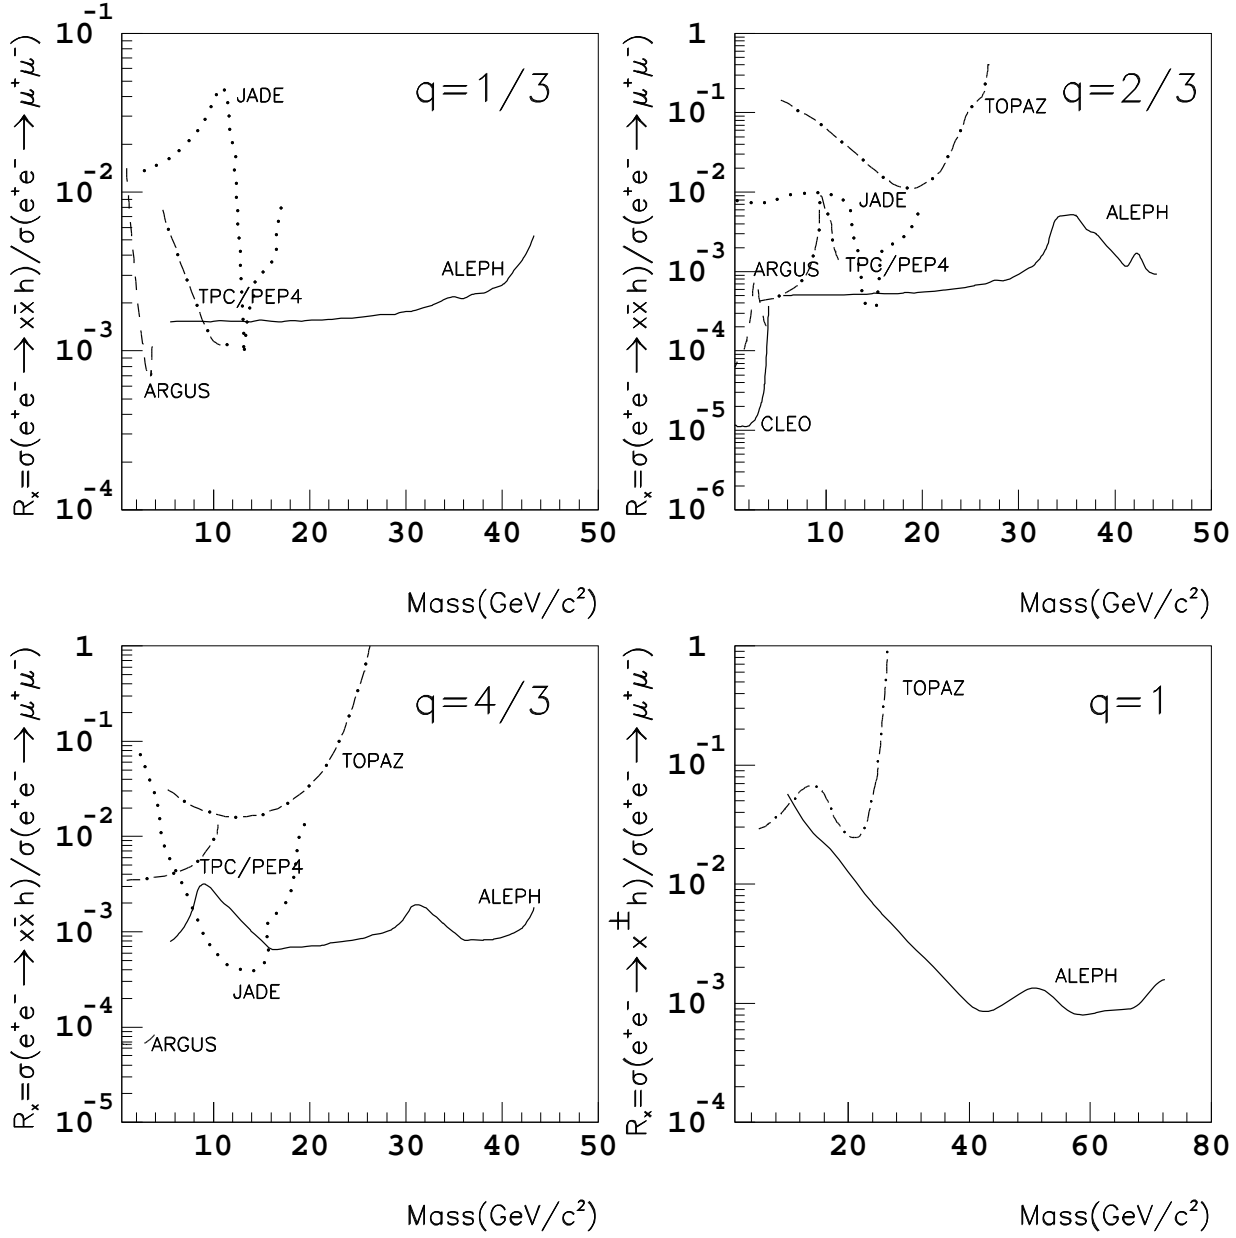 R_x=σ(e⁺e⁻ → xx̄ h)/σ(e⁺e⁻ → μ⁺μ⁻)
10⁻¹
10⁻²
10⁻³
10⁻⁴
q=1/3
JADE
ALEPH
TPC/PEP4
ARGUS
10 20 30 40 50
Mass(GeV/c²)
R_x=σ(e⁺e⁻ → xx̄ h)/σ(e⁺e⁻ → μ⁺μ⁻)
1
10⁻¹
10⁻²
10⁻³
10⁻⁴
10⁻⁵
10⁻⁶
q=2/3
TOPAZ
JADE
ALEPH
ARGUS
TPC/PEP4
CLEO
10 20 30 40 50
Mass(GeV/c²)
R_x=σ(e⁺e⁻ → xx̄ h)/σ(e⁺e⁻ → μ⁺μ⁻)
1
10⁻¹
10⁻²
10⁻³
10⁻⁴
10⁻⁵
q=4/3
TOPAZ
TPC/PEP4
ALEPH
JADE
ARGUS
10 20 30 40 50
Mass(GeV/c²)
R_x=σ(e⁺e⁻ → x^± h)/σ(e⁺e⁻ → μ⁺μ⁻)
1
10⁻¹
10⁻²
10⁻³
10⁻⁴
TOPAZ
q=1
ALEPH
20 40 60 80
Mass(GeV/c²)